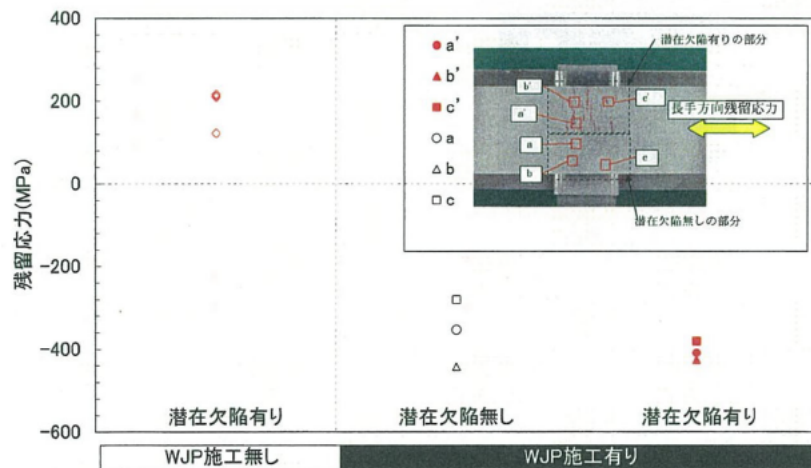 残留応力(MPa)
400
200
0
−200
−400
−600
a'
b'
c'
a
b
c
潜在欠陥有りの部分
b'
c'
a'
長手方向残留応力
a
b
c
潜在欠陥無しの部分
潜在欠陥有り
潜在欠陥無し
潜在欠陥有り
WJP施工無し
WJP施工有り